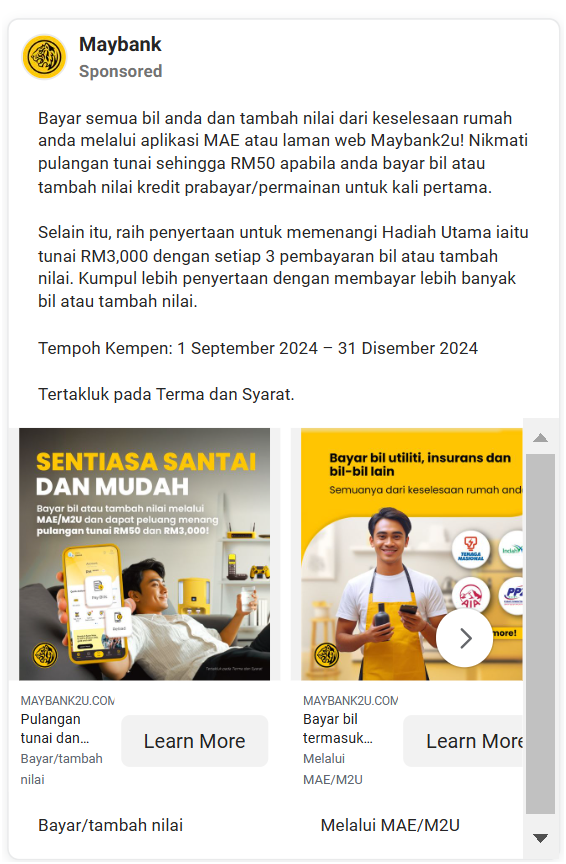 Maybank
Sponsored
Bayar semua bil anda dan tambah nilai dari keselesaan rumah
anda melalui aplikasi MAE atau laman web Maybank2u! Nikmati
pulangan tunai sehingga RM50 apabila anda bayar bil atau
tambah nilai kredit prabayar/permainan untuk kali pertama.
Selain itu, raih penyertaan untuk memenangi Hadiah Utama iaitu
tunai RM3,000 dengan setiap 3 pembayaran bil atau tambah
nilai. Kumpul lebih penyertaan dengan membayar lebih banyak
bil atau tambah nilai.
Tempoh Kempen: 1 September 2024 – 31 Disember 2024
Tertakluk pada Terma dan Syarat.
SENTIASA SANTAI
DAN MUDAH
Bayar bil atau tambah nilai melalui
MAE/M2U dan dapat peluang menang
pulangan tunai RM50 dan RM3,000!
Pay Bills
Reload
Tertakluk pada Terma dan Syarat
MAYBANK2U.COM
Pulangan
tunai dan...
Bayar/tambah
nilai
Learn More
Bayar/tambah nilai
Bayar bil utiliti, insurans dan
bil-bil lain
Semuanya dari keselesaan rumah
TENAGA
NASIONAL
Indah
AIA
more!
MAYBANK2U.COM
Bayar bil
termasuk...
Melalui
MAE/M2U
Learn More
Melalui MAE/M2U